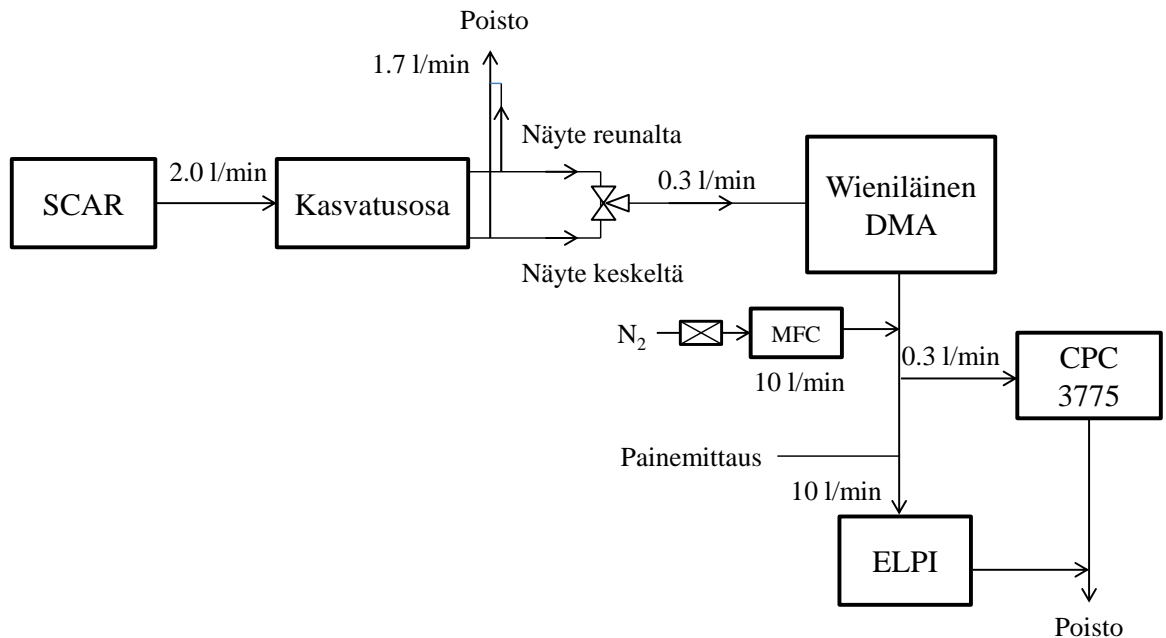 Poisto
1.7 l/min
Näyte reunalta
SCAR
2.0 l/min
Kasvatusosa
0.3 l/min
Wieniläinen
DMA
Näyte keskeltä
N2
MFC
10 l/min
0.3 l/min
CPC
3775
Painemittaus
10 l/min
ELPI
Poisto